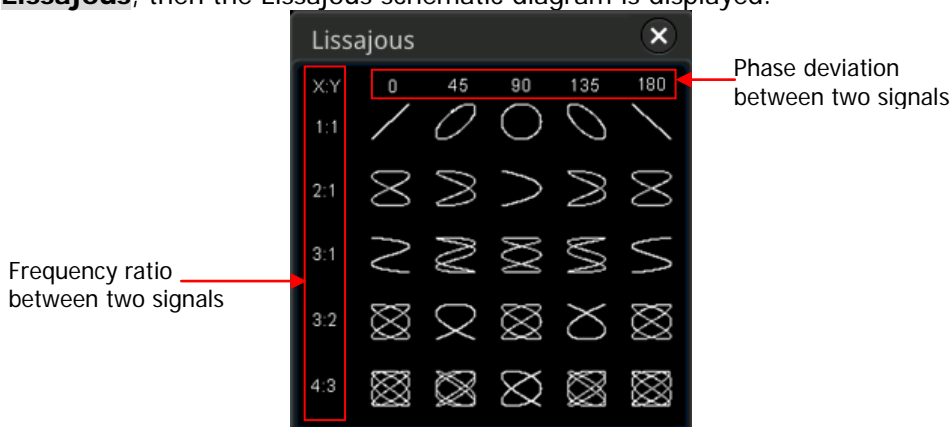 Lissajous, then the Lissajous schematic diagram is displayed.
Lissajous
X:Y 0 45 90 135 180
Phase deviation
between two signals
1:1
2:1
3:1
Frequency ratio
between two signals
3:2
4:3